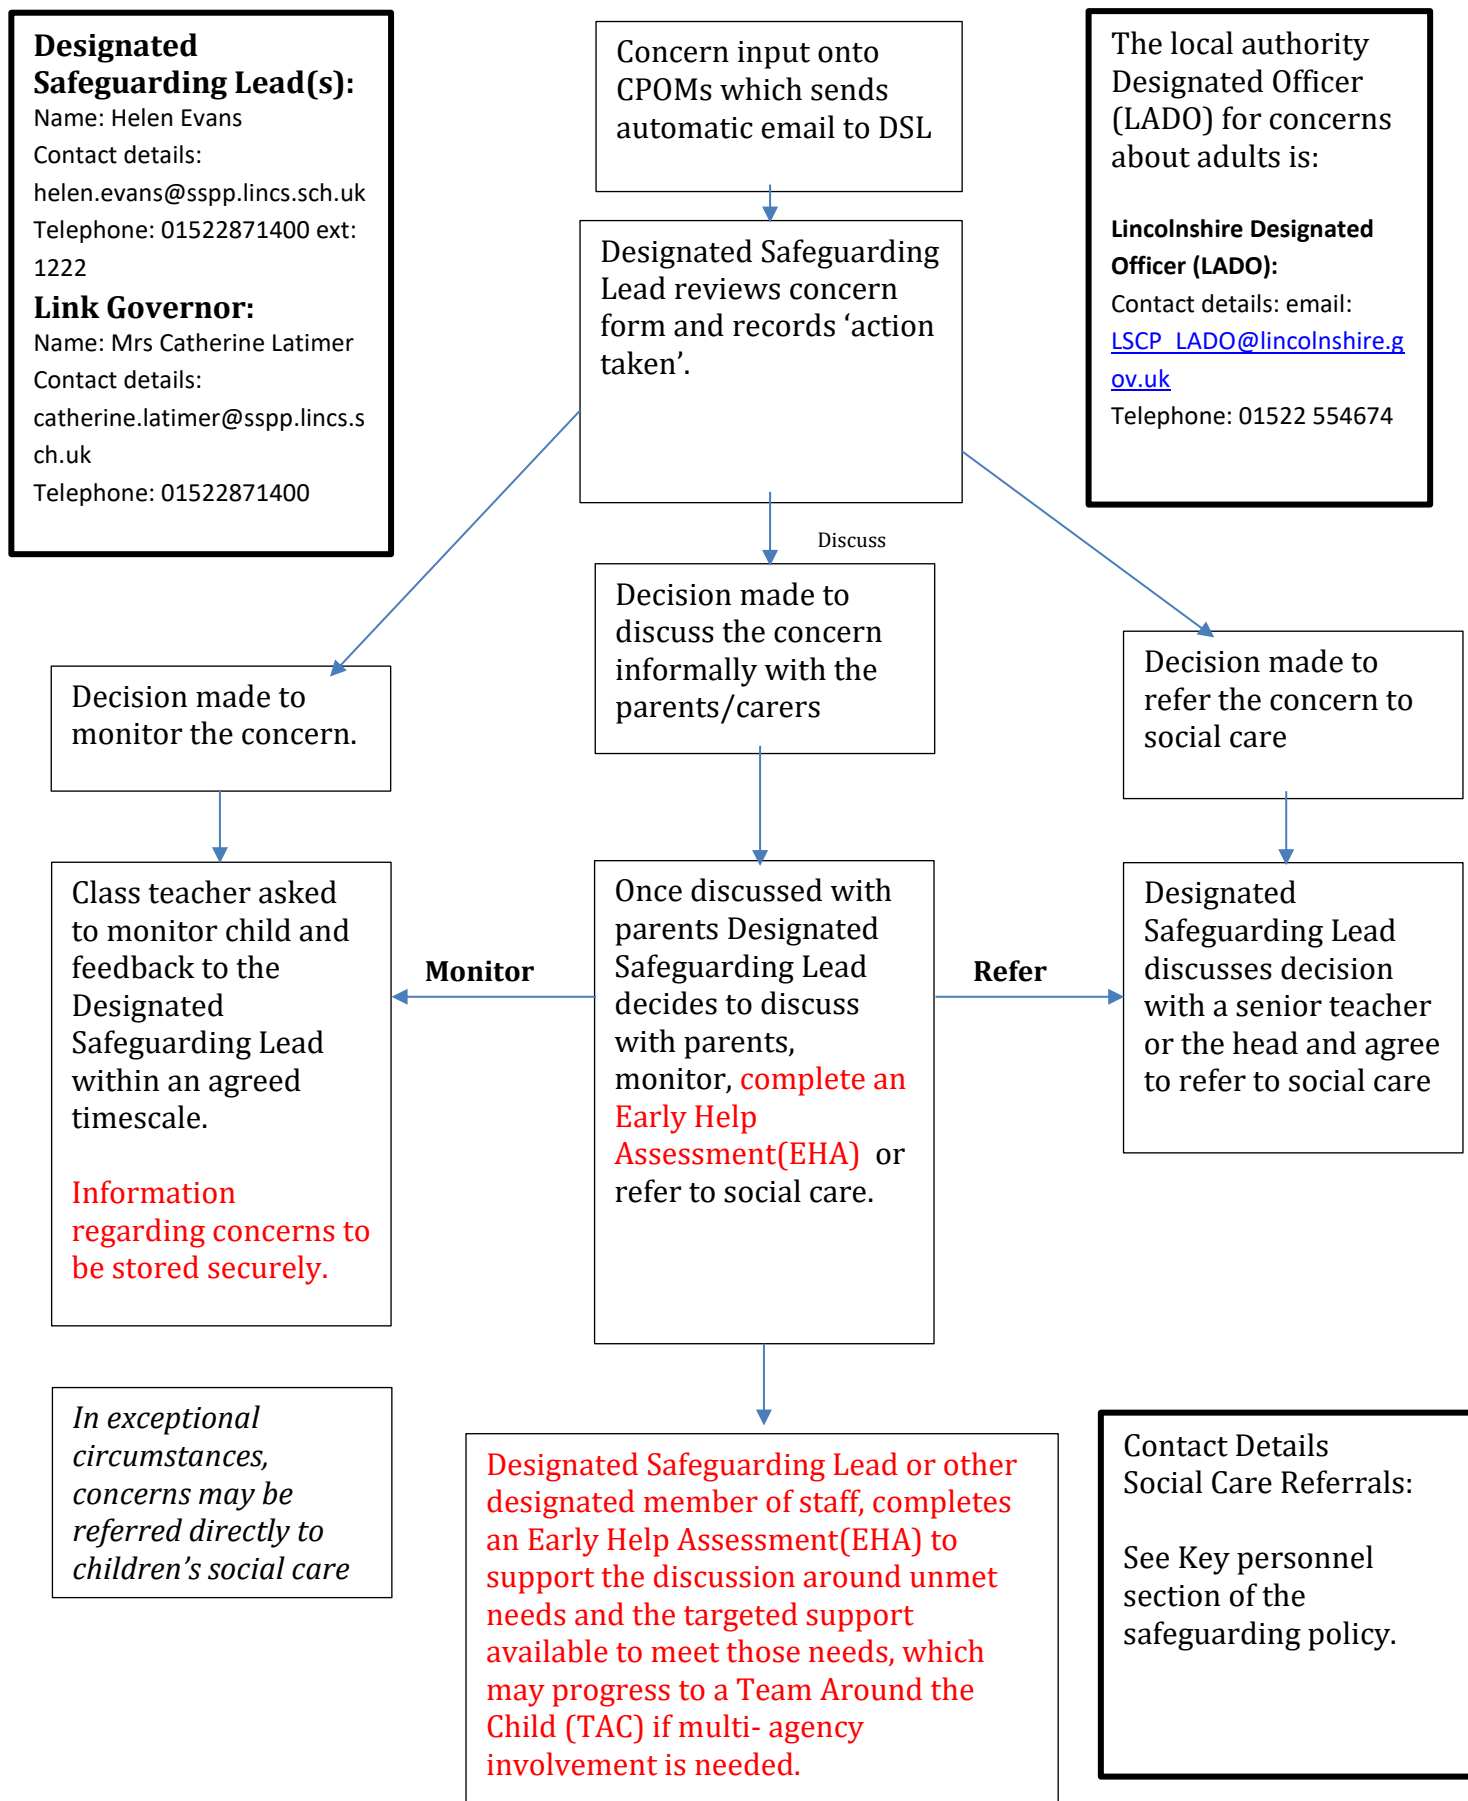 Designated
Safeguarding Lead(s):
Name: Helen Evans
Contact details:
helen.evans@sspp.lincs.sch.uk
Telephone: 01522871400 ext:
1222
Link Governor:
Name: Mrs Catherine Latimer
Contact details:
catherine.latimer@sspp.lincs.s
ch.uk
Telephone: 01522871400
Concern input onto
CPOMs which sends
automatic email to DSL
The local authority
Designated Officer
(LADO) for concerns
about adults is:
Lincolnshire Designated
Officer (LADO):
Contact details: email:
LSCP_LADO@lincolnshire.g
ov.uk
Telephone: 01522 554674
Designated Safeguarding
Lead reviews concern
form and records ‘action
taken’.
Discuss
Decision made to
monitor the concern.
Decision made to
discuss the concern
informally with the
parents/carers
Decision made to
refer the concern to
social care
Class teacher asked
to monitor child and
feedback to the
Designated
Safeguarding Lead
within an agreed
timescale.
Information
regarding concerns to
be stored securely.
Monitor
Once discussed with
parents Designated
Safeguarding Lead
decides to discuss
with parents,
monitor, complete an
Early Help
Assessment(EHA) or
refer to social care.
Refer
Designated
Safeguarding Lead
discusses decision
with a senior teacher
or the head and agree
to refer to social care
In exceptional
circumstances,
concerns may be
referred directly to
children’s social care
Designated Safeguarding Lead or other
designated member of staff, completes
an Early Help Assessment(EHA) to
support the discussion around unmet
needs and the targeted support
available to meet those needs, which
may progress to a Team Around the
Child (TAC) if multi- agency
involvement is needed.
Contact Details
Social Care Referrals:
See Key personnel
section of the
safeguarding policy.